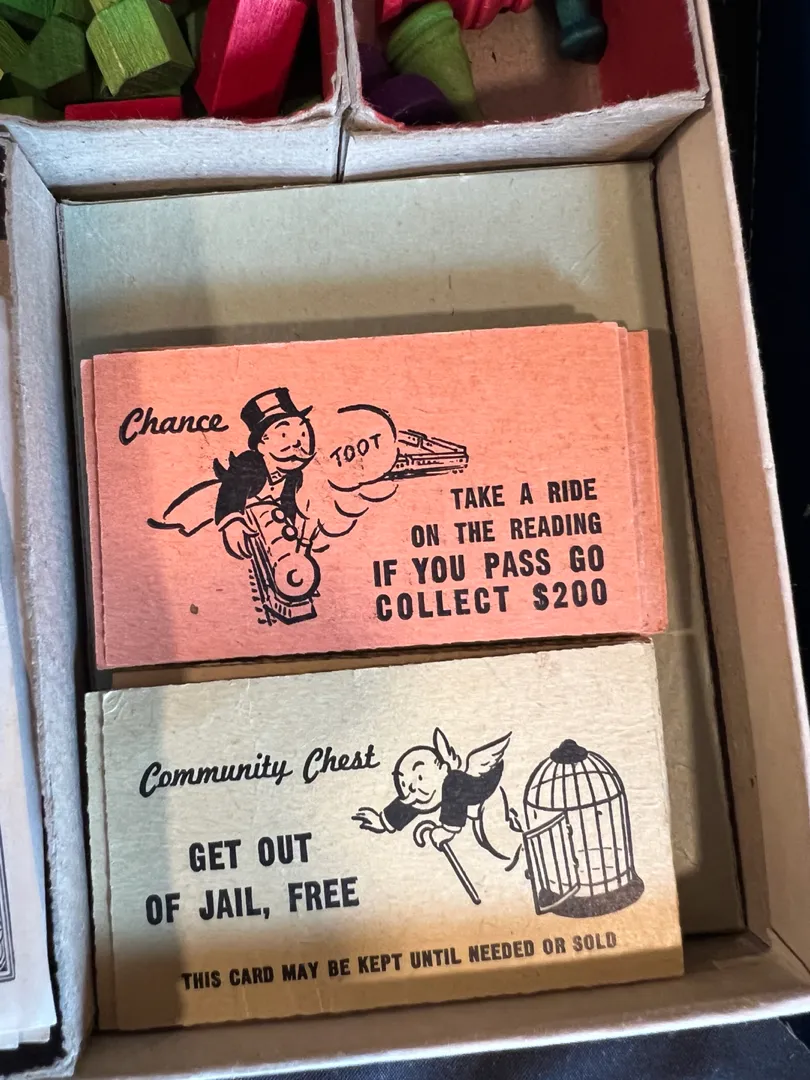 Chance
TOOT
TAKE A RIDE
ON THE READING
IF YOU PASS GO
COLLECT $200
Community Chest
GET OUT
OF JAIL, FREE
THIS CARD MAY BE KEPT UNTIL NEEDED OR SOLD